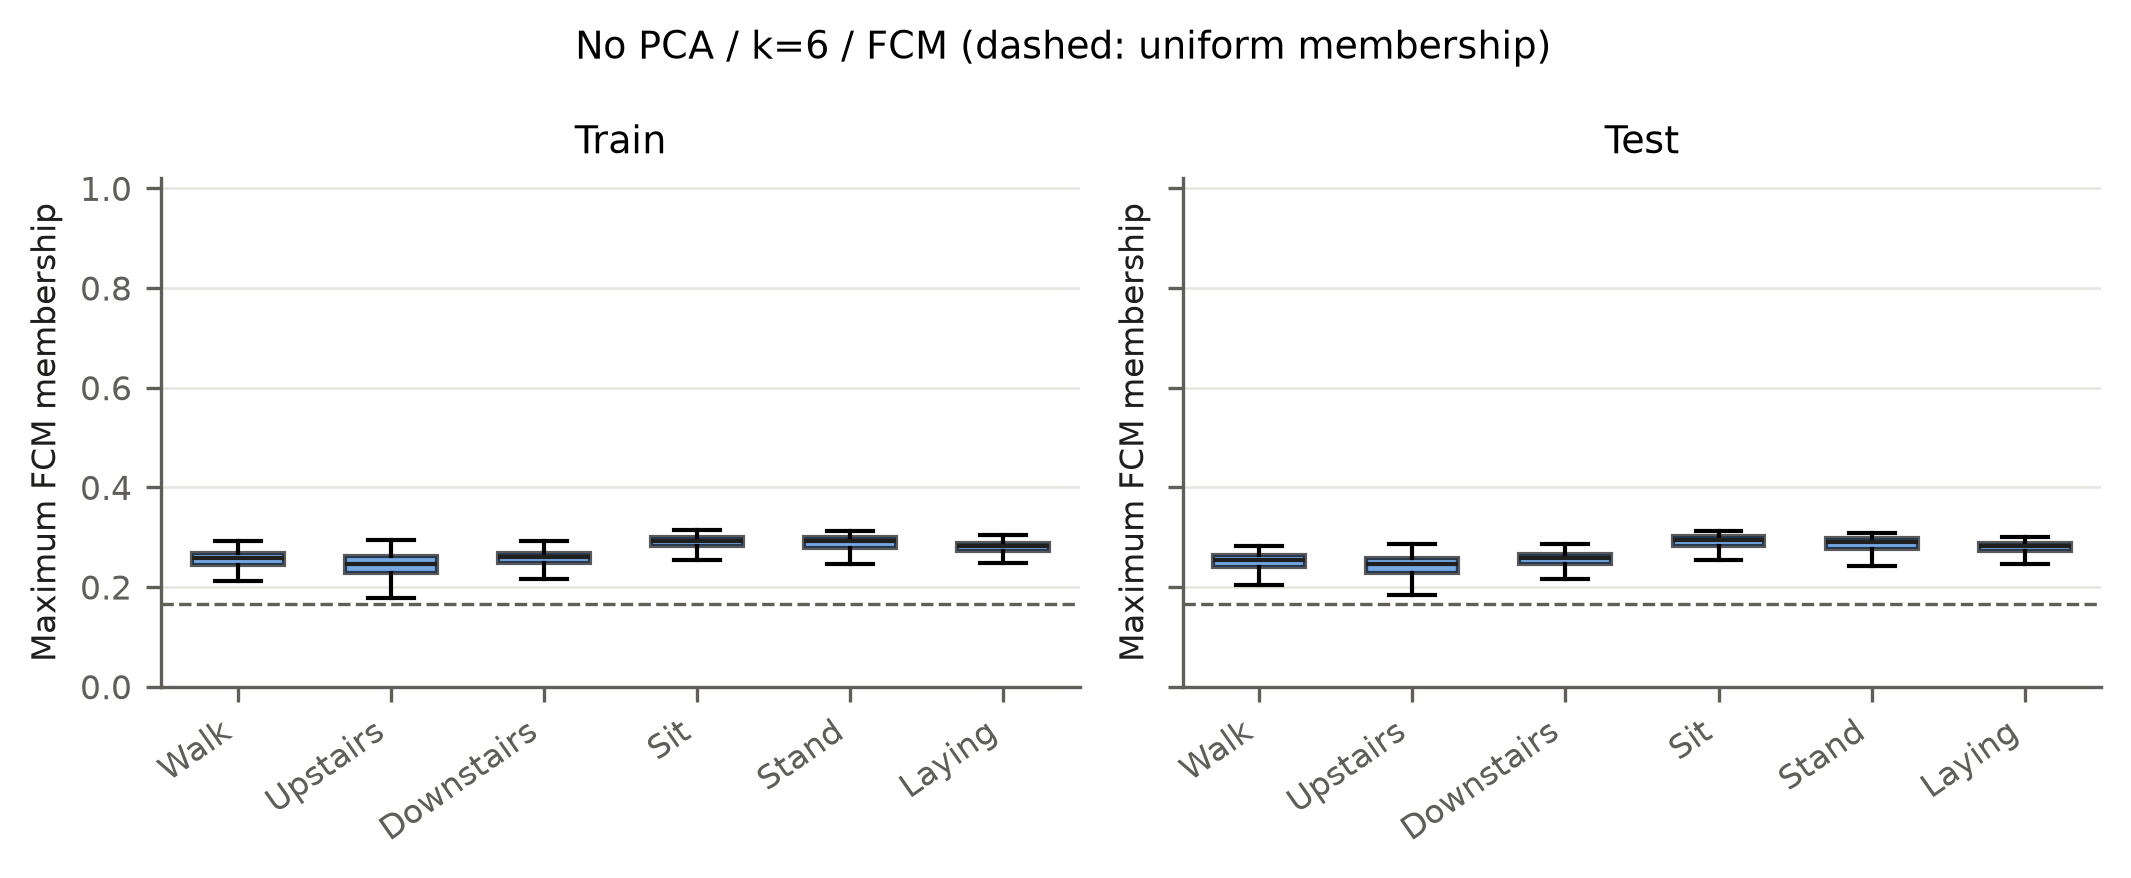 No PCA / k=6 / FCM (dashed: uniform membership)
Train
Test
Maximum FCM membership
1.0
0.8
0.6
0.4
0.2
0.0
Walk
Upstairs
Downstairs
Sit
Stand
Laying
Maximum FCM membership
Walk
Upstairs
Downstairs
Sit
Stand
Laying